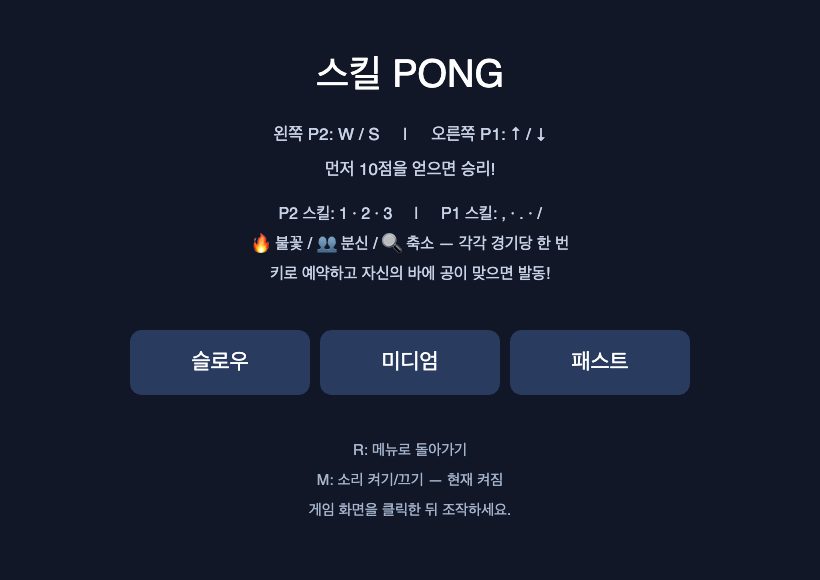 스킬 PONG
왼쪽 P2: W / S | 오른쪽 P1: ↑ / ↓
먼저 10점을 얻으면 승리!
P2 스킬: 1 · 2 · 3 | P1 스킬: , · . · /
🔥 불꽃 / 👥 분신 / 🔍 축소 — 각각 경기당 한 번
키로 예약하고 자신의 바에 공이 맞으면 발동!
슬로우 미디엄 패스트
R: 메뉴로 돌아가기
M: 소리 켜기/끄기 — 현재 켜짐
게임 화면을 클릭한 뒤 조작하세요.